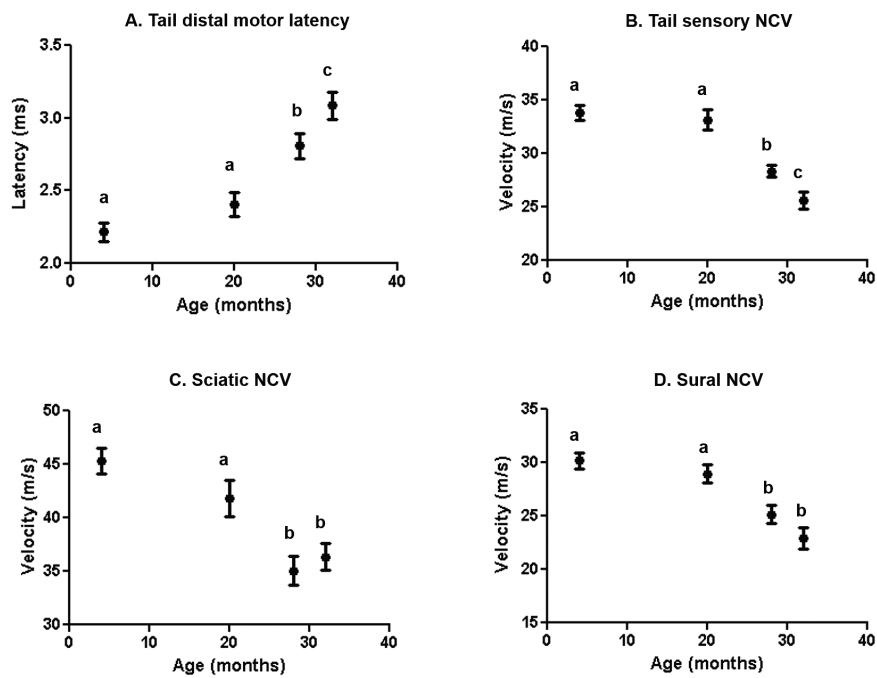 A. Tail distal motor latency
3.5
3.0
2.5
2.0
Latency (ms)
a
a
b
c
0 10 20 30 40
Age (months)
B. Tail sensory NCV
40
35
30
25
20
Velocity (m/s)
a
a
b
c
0 10 20 30 40
Age (months)
C. Sciatic NCV
50
45
40
35
30
Velocity (m/s)
a
a
b
b
0 10 20 30 40
Age (months)
D. Sural NCV
35
30
25
20
15
Velocity (m/s)
a
a
b
b
0 10 20 30 40
Age (months)